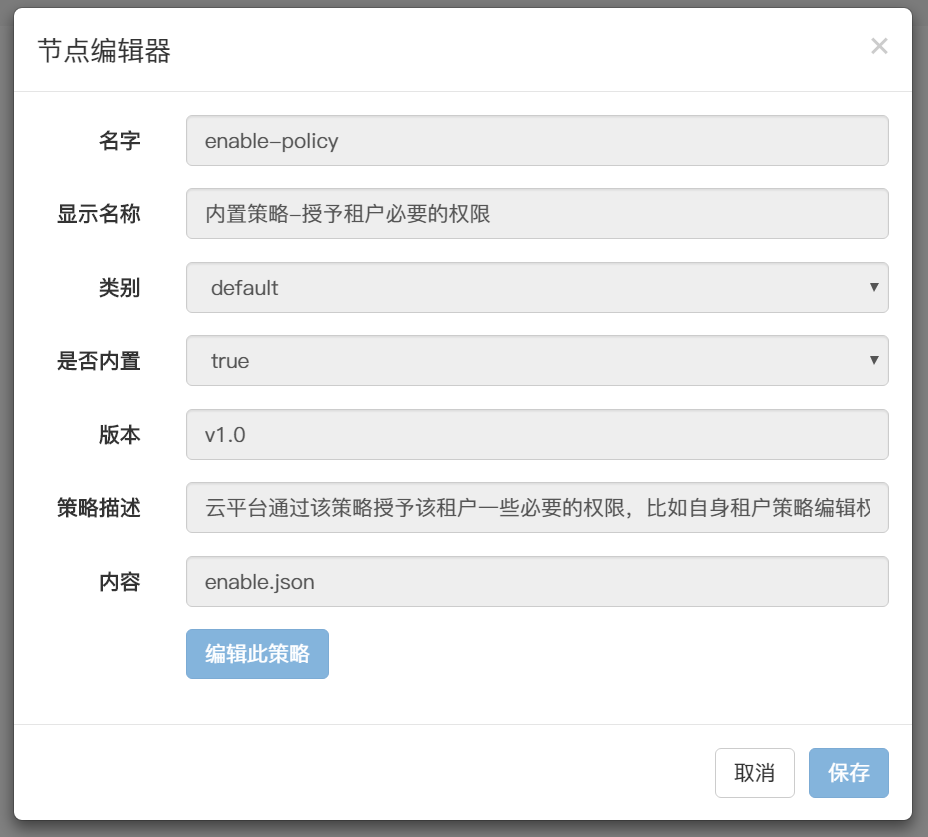 节点编辑器 ×
名字 enable-policy
显示名称 内置策略-授予租户必要的权限
类别 default
是否内置 true
版本 v1.0
策略描述 云平台通过该策略授予该租户一些必要的权限，比如自身租户策略编辑权
内容 enable.json
编辑此策略
取消 保存